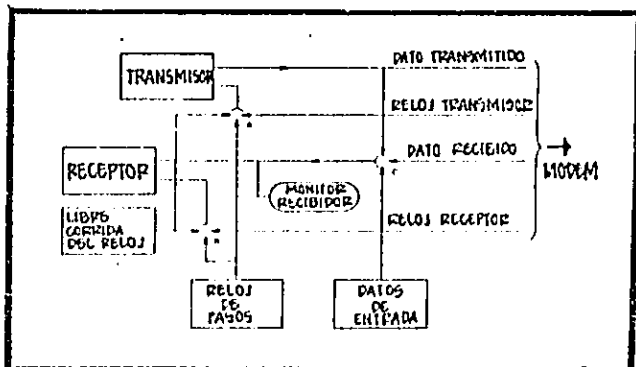 DATO TRANSMITIDO
TRANSMISOR
RELOJ TRANSMISOR
DATO RECIBIDO
MODEM
RECEPTOR
MONITOR
RECIBIDOR
LIBRE
CORRIDA
DEL RELOJ
RELOJ RECEPTOR
RELOJ
DE
PASOS
DATOS
DE
ENTRADA